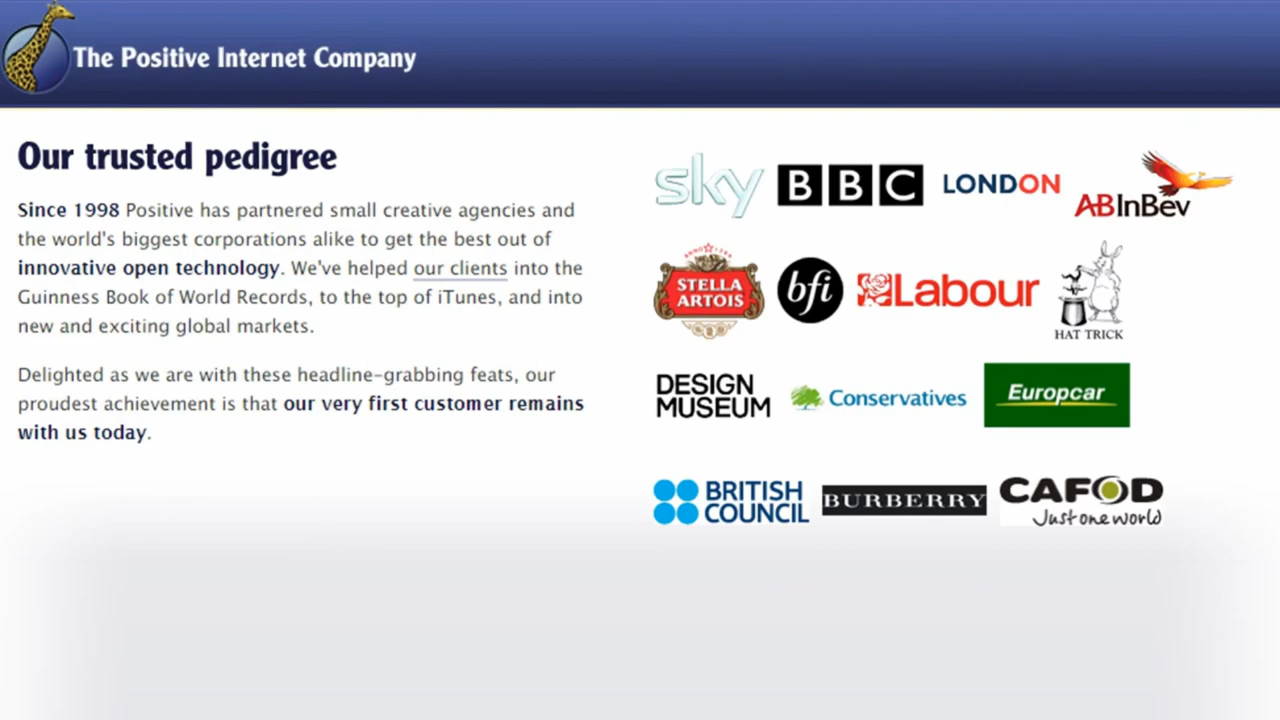 The Positive Internet Company
Our trusted pedigree
Since 1998 Positive has partnered small creative agencies and
the world's biggest corporations alike to get the best out of
innovative open technology. We've helped our clients into the
Guinness Book of World Records, to the top of iTunes, and into
new and exciting global markets.
Delighted as we are with these headline-grabbing feats, our
proudest achievement is that our very first customer remains
with us today.
sky BBC LONDON ABInBev
STELLA
ARTOIS
bfi
Labour
HAT TRICK
DESIGN
MUSEUM
Conservatives
Europcar
BRITISH
COUNCIL
BURBERRY
CAFOD
Just one world